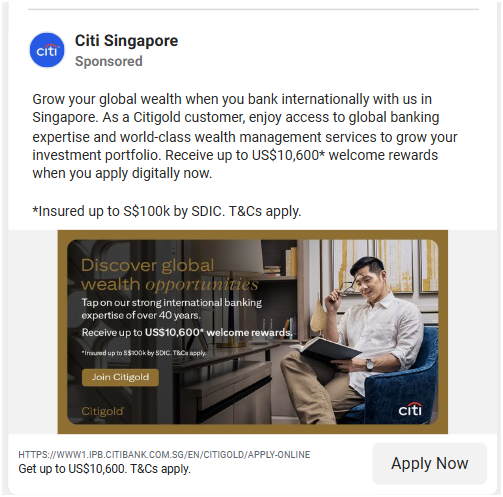 citi
Citi Singapore
Sponsored
Grow your global wealth when you bank internationally with us in
Singapore. As a Citigold customer, enjoy access to global banking
expertise and world-class wealth management services to grow your
investment portfolio. Receive up to US$10,600* welcome rewards
when you apply digitally now.
*Insured up to S$100k by SDIC. T&Cs apply.
Discover global
wealth opportunities
Tap on our strong international banking
expertise of over 40 years.
Receive up to US$10,600* welcome rewards.
*Insured up to S$100k by SDIC. T&Cs apply.
Join Citigold
Citigold
citi
HTTPS://WWW1.IPB.CITIBANK.COM.SG/EN/CITIGOLD/APPLY-ONLINE
Get up to US$10,600. T&Cs apply.
Apply Now